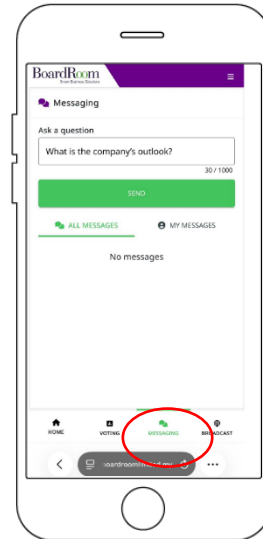 BoardRoom
Smart Business Solutions
Messaging
Ask a question
What is the company's outlook?
30 / 1000
SEND
ALL MESSAGES MY MESSAGES
No messages
HOME VOTING MESSAGING BROADCAST